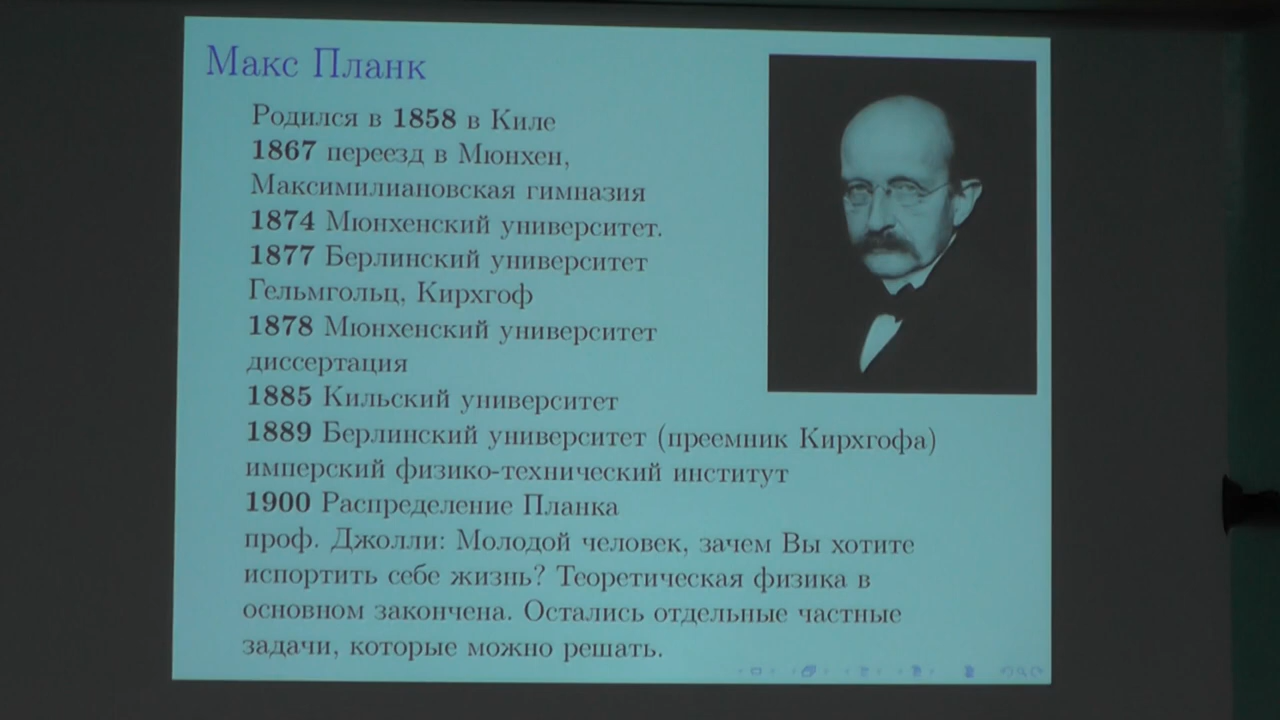 Макс Планк
Родился в 1858 в Киле
1867 переезд в Мюнхен,
Максимилиановская гимназия
1874 Мюнхенский университет.
1877 Берлинский университет
Гельмгольц, Кирхгоф
1878 Мюнхенский университет
диссертация
1885 Кильский университет
1889 Берлинский университет (преемник Кирхгофа)
имперский физико-технический институт
1900 Распределение Планка
проф. Джолли: Молодой человек, зачем Вы хотите
испортить себе жизнь? Теоретическая физика в
основном закончена. Остались отдельные частные
задачи, которые можно решать.